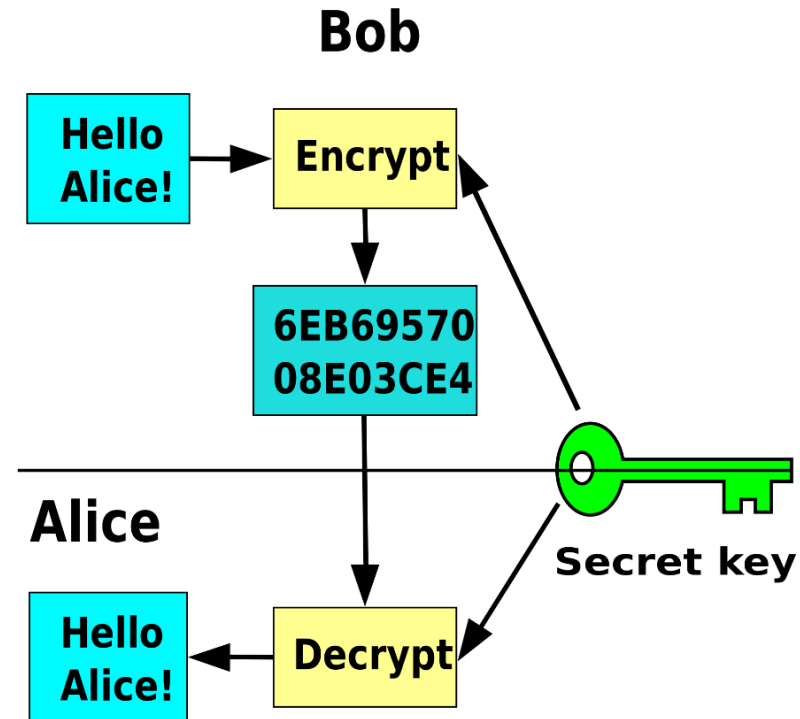 Bob
Hello
Alice!
Encrypt
6EB69570
08E03CE4
Alice
Secret key
Hello
Alice!
Decrypt